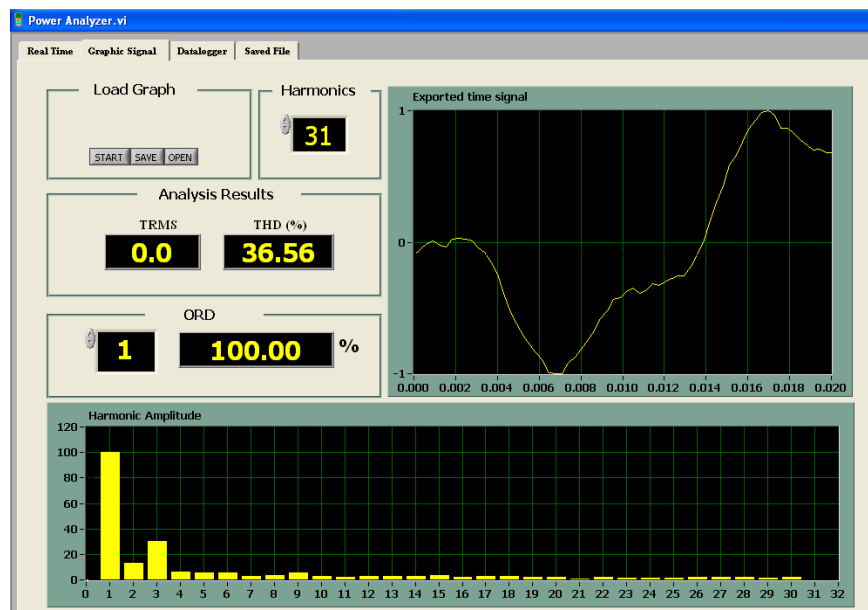 Power Analyzer.vi
Real Time Graphic Signal Datalogger Saved File
Load Graph
START SAVE OPEN
Harmonics
31
Analysis Results
TRMS THD (%)
0.0 36.56
ORD
1 100.00 %
Exported time signal
1
0
-1
0.000 0.002 0.004 0.006 0.008 0.010 0.012 0.014 0.016 0.018 0.020
Harmonic Amplitude
120
100
80
60
40
20
0
0 1 2 3 4 5 6 7 8 9 10 11 12 13 14 15 16 17 18 19 20 21 22 23 24 25 26 27 28 29 30 31 32